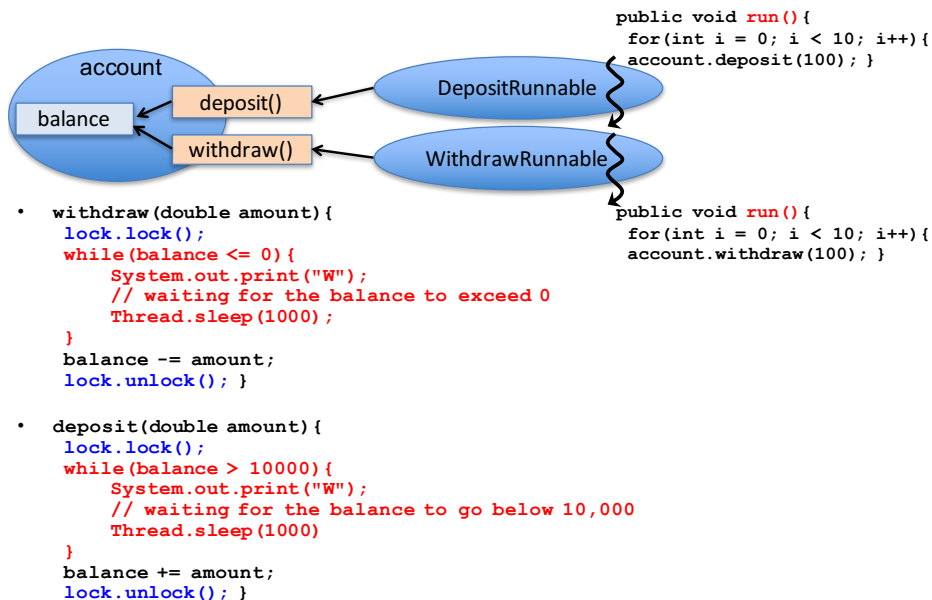 public void run(){
for(int i = 0; i < 10; i++){
account.deposit(100); }
account
balance
deposit()
withdraw()
DepositRunnable
WithdrawRunnable
public void run(){
for(int i = 0; i < 10; i++){
account.withdraw(100); }
• withdraw(double amount){
lock.lock();
while(balance <= 0){
System.out.print("W");
// waiting for the balance to exceed 0
Thread.sleep(1000);
}
balance -= amount;
lock.unlock(); }
• deposit(double amount){
lock.lock();
while(balance > 10000){
System.out.print("W");
// waiting for the balance to go below 10,000
Thread.sleep(1000)
}
balance += amount;
lock.unlock(); }